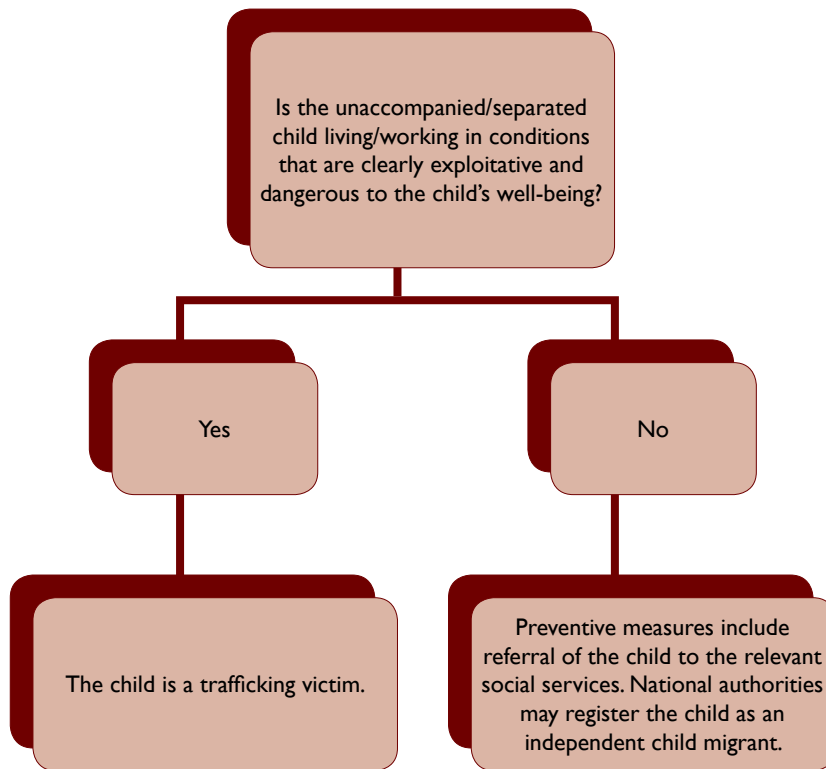 Is the unaccompanied/separated
child living/working in conditions
that are clearly exploitative and
dangerous to the child’s well-being?
Yes
No
The child is a trafficking victim.
Preventive measures include
referral of the child to the relevant
social services. National authorities
may register the child as an
independent child migrant.